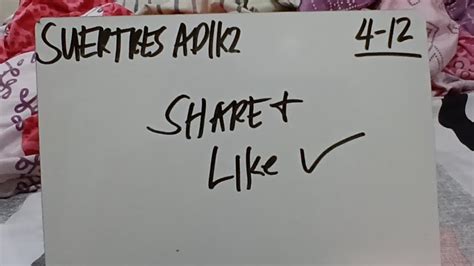 SUERTRES ADIK2 4-12
SHARE +
LIKE ✓